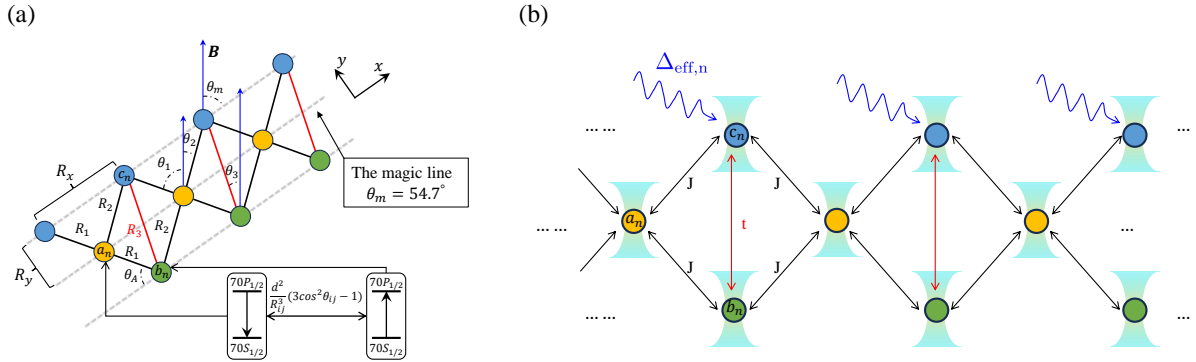 (a)
B
θm
y
x
θ2
θ1
θ3
The magic line
θm = 54.7°
Rx
cn
R2
R3
R2
R1
an
R1
Ry
θA
bn
70P1/2
70S1/2
d²/R³ij (3cos²θij − 1)
70P1/2
70S1/2
(b)
Δeff,n
... ...
cn
...
J
J
an
t
... ...
...
J
J
... ...
bn
...